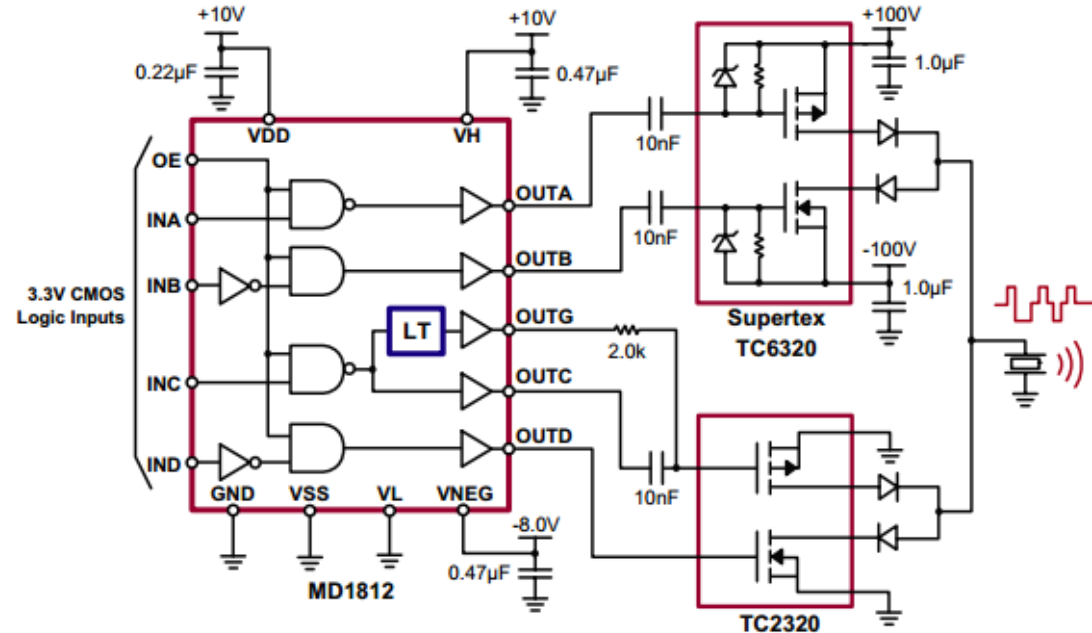 +10V
0.22µF
+10V
0.47µF
+100V
1.0µF
VDD
VH
10nF
OE
OUTA
INA
10nF
OUTB
INB
-100V
1.0µF
3.3V CMOS
Logic Inputs
LT
OUTG
2.0k
Supertex
TC6320
INC
OUTC
IND
OUTD
10nF
GND
VSS
VL
VNEG
-8.0V
0.47µF
MD1812
TC2320